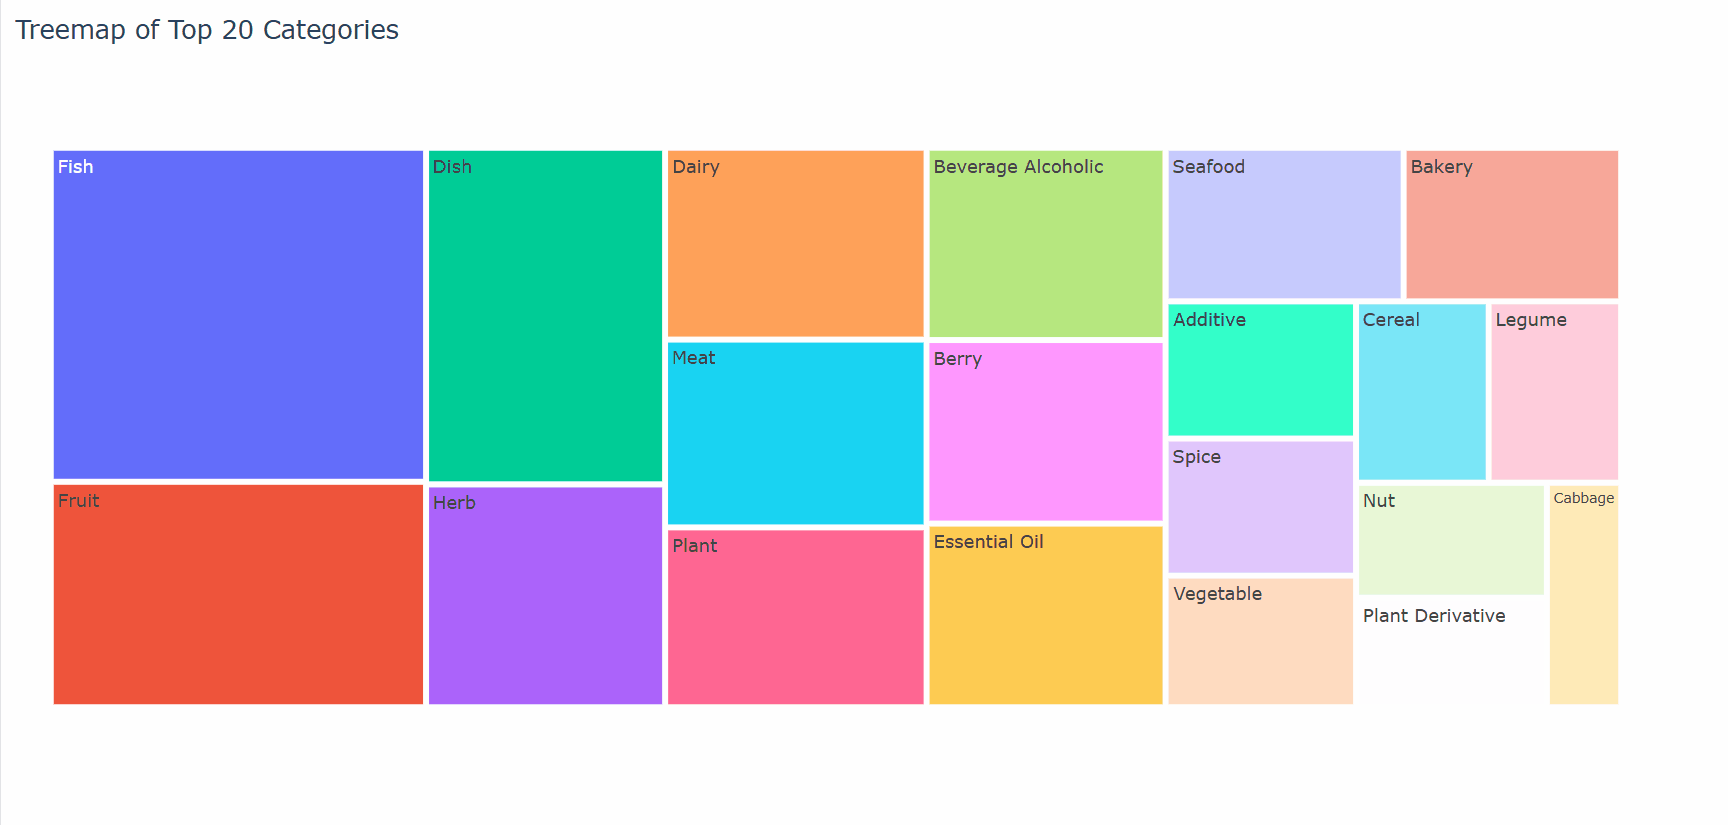 Treemap of Top 20 Categories
Fish
Dish
Dairy
Beverage Alcoholic
Seafood
Bakery
Additive
Cereal
Legume
Meat
Berry
Spice
Fruit
Herb
Nut
Cabbage
Plant
Essential Oil
Vegetable
Plant Derivative